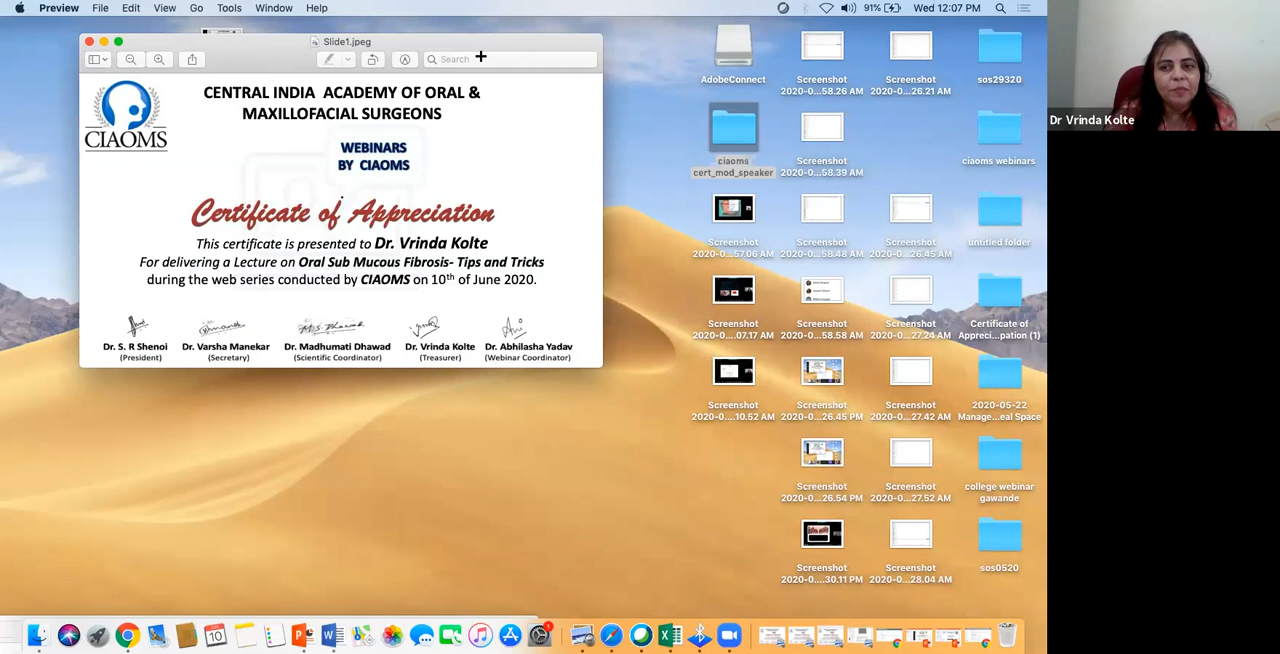 Preview File Edit View Go Tools Window Help
91% Wed 12:07 PM
Slide1.jpeg
Search
CIAOMS
CENTRAL INDIA ACADEMY OF ORAL &
MAXILLOFACIAL SURGEONS
WEBINARS
BY CIAOMS
Certificate of Appreciation
This certificate is presented to Dr. Vrinda Kolte
For delivering a Lecture on Oral Sub Mucous Fibrosis- Tips and Tricks
during the web series conducted by CIAOMS on 10th of June 2020.
Dr. S. R Shenoi Dr. Varsha Manekar Dr. Madhumati Dhawad Dr. Vrinda Kolte Dr. Abhilasha Yadav
(President) (Secretary) (Scientific Coordinator) (Treasurer) (Webinar Coordinator)
AdobeConnect Screenshot Screenshot sos29320
2020-0...58.26 AM 2020-0...26.21 AM
ciaoms Screenshot ciaoms webinars
cert_mod_speaker 2020-0...58.39 AM
Screenshot Screenshot Screenshot untitled folder
2020-0...57.06 AM 2020-0...58.48 AM 2020-0...26.45 AM
Screenshot Screenshot Screenshot Certificate of
2020-0....07.17 AM 2020-0...58.58 AM 2020-0...27.24 AM Appreci...pation (1)
Screenshot Screenshot Screenshot 2020-05-22
2020-0....10.52 AM 2020-0...26.45 PM 2020-0...27.42 AM Manage...eal Space
Screenshot Screenshot college webinar
2020-0...26.54 PM 2020-0...27.52 AM gawande
Screenshot Screenshot sos0520
2020-0....30.11 PM 2020-0...28.04 AM
Dr Vrinda Kolte
JUN
10
1